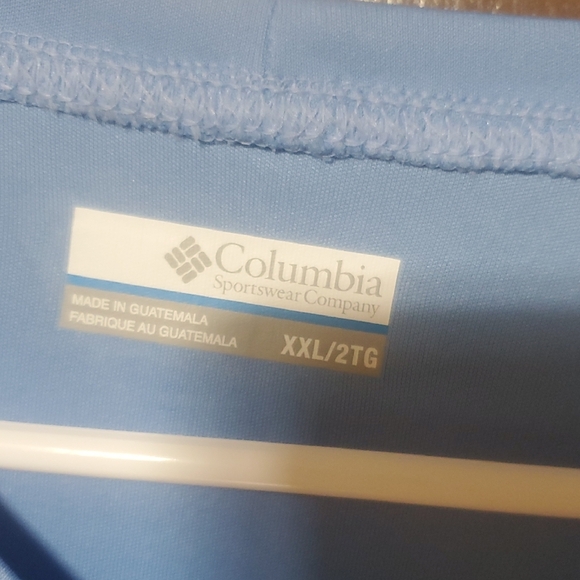 Columbia
Sportswear Company
MADE IN GUATEMALA
FABRIQUE AU GUATEMALA
XXL/2TG